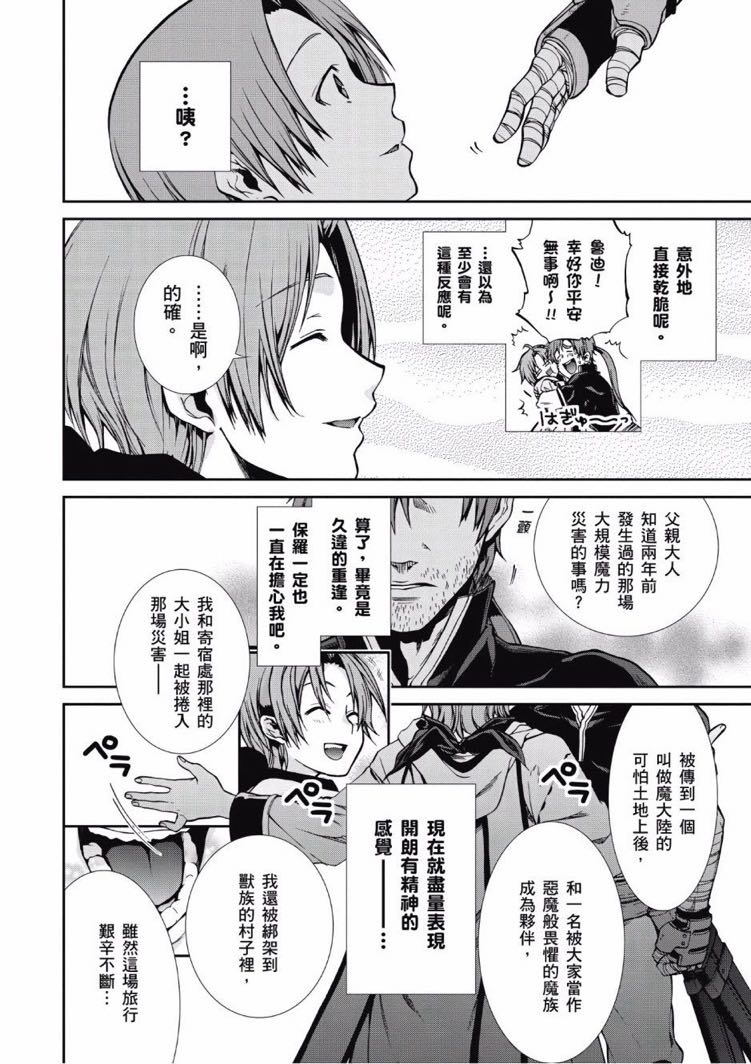 …咦？
意外地
直接乾脆呢。
魯迪！
幸好你平安
無事啊～!!
はぎゅ〜〜っ
…還以為
至少會有
這種反應呢。
……是啊，
的確。
父親大人
知道兩年前
發生過的那場
大規模魔力
災害的事嗎？
一顫
算了，畢竟是
久違的重逢。
保羅一定也
一直在擔心我吧。
我和寄宿處那裡的
大小姐一起被捲入
那場災害——
被傳到一個
叫做魔大陸的
可怕土地上後，
ペラ
ペラ
和一名被大家當作
惡魔般畏懼的魔族
成為夥伴，
現在就盡量表現
開朗有精神的
感覺———…
我還被綁架到
獸族的村子裡，
雖然這場旅行
艱辛不斷…